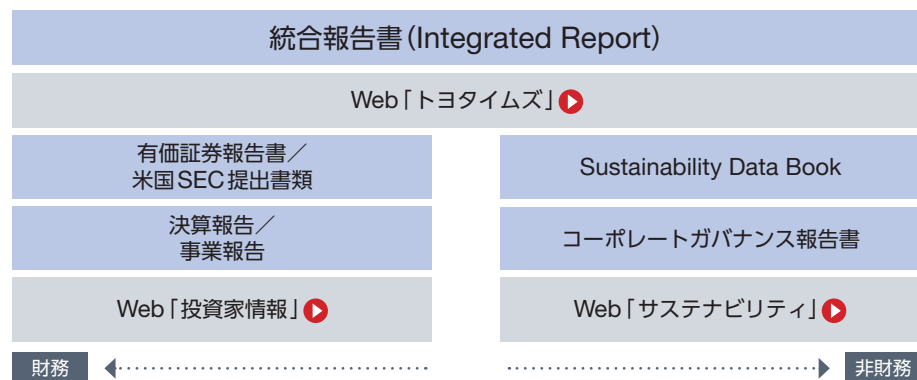 統合報告書(Integrated Report)
Web「トヨタイムズ」
有価証券報告書／
米国SEC提出書類
Sustainability Data Book
決算報告／
事業報告
コーポレートガバナンス報告書
Web「投資家情報」
Web「サステナビリティ」
財務
非財務